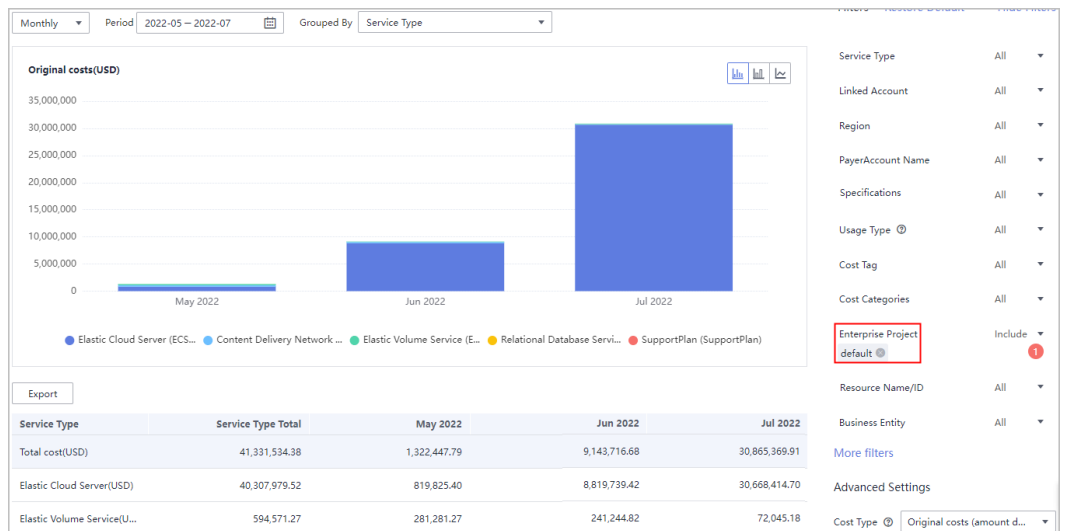 Monthly Period 2022-05 — 2022-07 Grouped By Service Type
Original costs(USD)
35,000,000
30,000,000
25,000,000
20,000,000
15,000,000
10,000,000
5,000,000
0
May 2022 Jun 2022 Jul 2022
Elastic Cloud Server (ECS... Content Delivery Network ... Elastic Volume Service (E... Relational Database Servi... SupportPlan (SupportPlan)
Export
Service Type Service Type Total May 2022 Jun 2022 Jul 2022
Total cost(USD) 41,331,534.38 1,322,447.79 9,143,716.68 30,865,369.91
Elastic Cloud Server(USD) 40,307,979.52 819,825.40 8,819,739.42 30,668,414.70
Elastic Volume Service(U... 594,571.27 281,281.27 241,244.82 72,045.18
Filters Restore Default Hide Filters
Service Type All
Linked Account All
Region All
PayerAccount Name All
Specifications All
Usage Type All
Cost Tag All
Cost Categories All
Enterprise Project Include
default 1
Resource Name/ID All
Business Entity All
More filters
Advanced Settings
Cost Type Original costs (amount d...